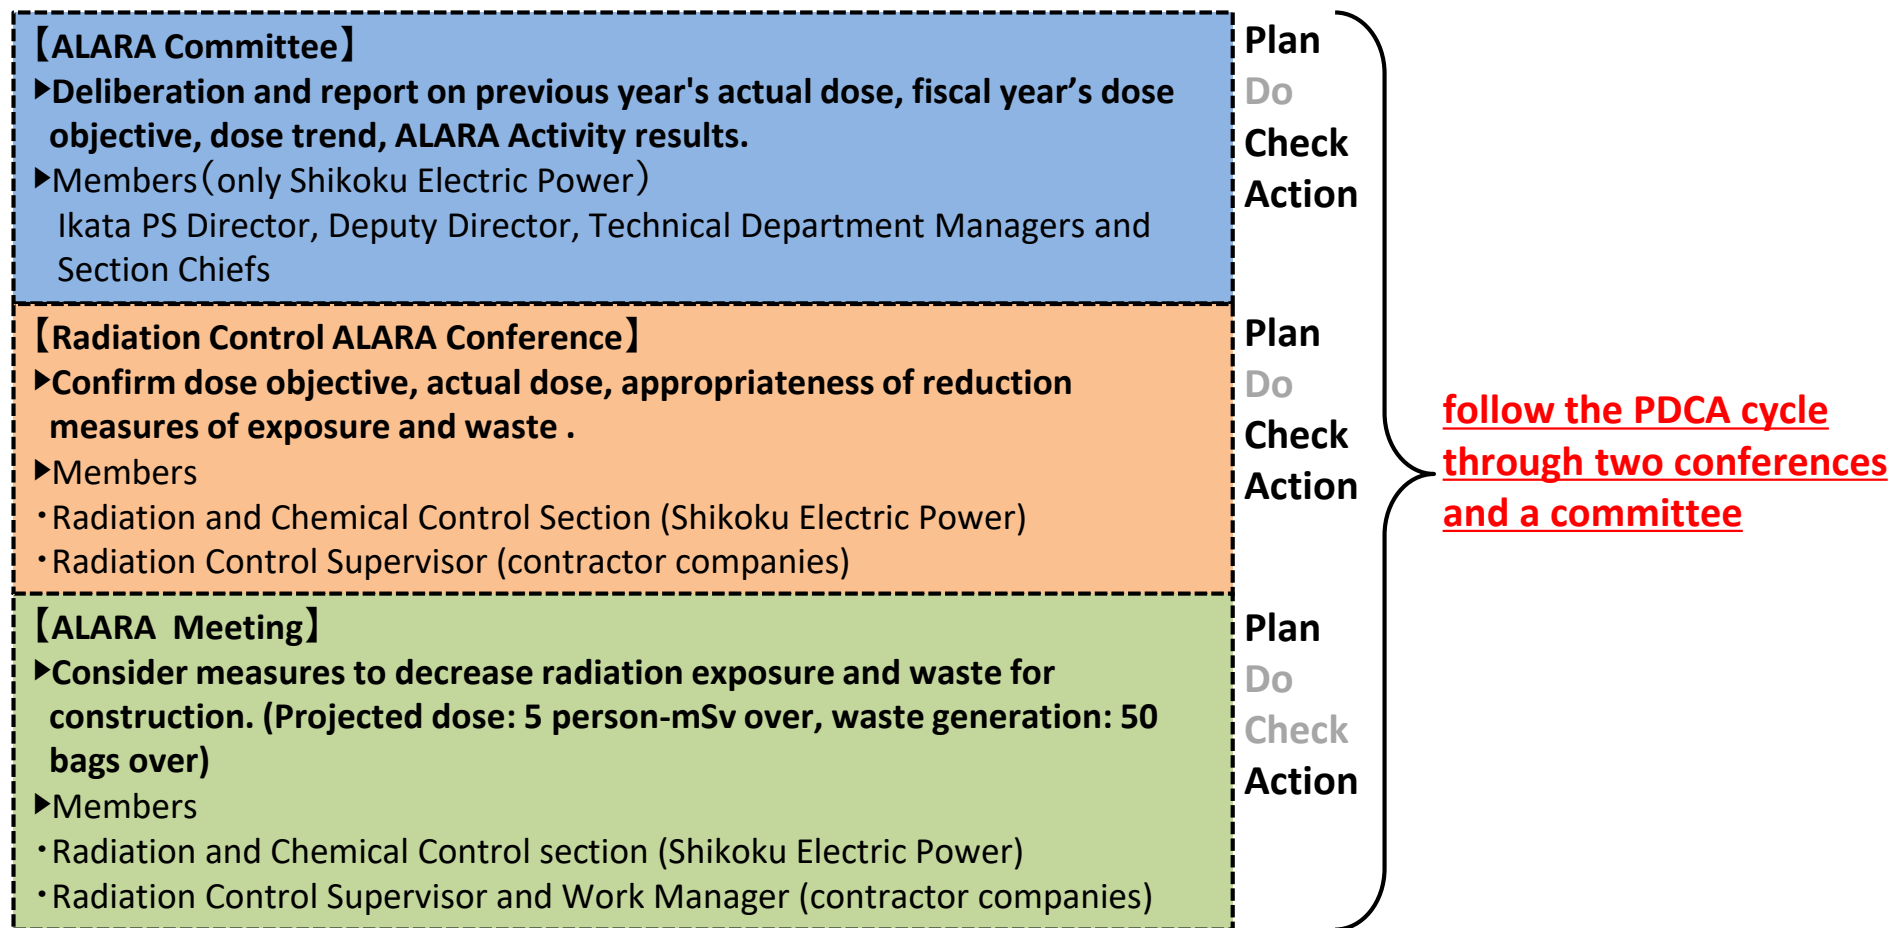 【ALARA Committee】
▶Deliberation and report on previous year's actual dose, fiscal year’s dose
objective, dose trend, ALARA Activity results.
▶Members（only Shikoku Electric Power）
Ikata PS Director, Deputy Director, Technical Department Managers and
Section Chiefs
Plan
Do
Check
Action
【Radiation Control ALARA Conference】
▶Confirm dose objective, actual dose, appropriateness of reduction
measures of exposure and waste .
▶Members
・Radiation and Chemical Control Section (Shikoku Electric Power)
・Radiation Control Supervisor (contractor companies)
Plan
Do
Check
Action
【ALARA  Meeting】
▶Consider measures to decrease radiation exposure and waste for
construction. (Projected dose: 5 person-mSv over, waste generation: 50
bags over)
▶Members
・Radiation and Chemical Control section (Shikoku Electric Power)
・Radiation Control Supervisor and Work Manager (contractor companies)
Plan
Do
Check
Action
follow the PDCA cycle
through two conferences
and a committee